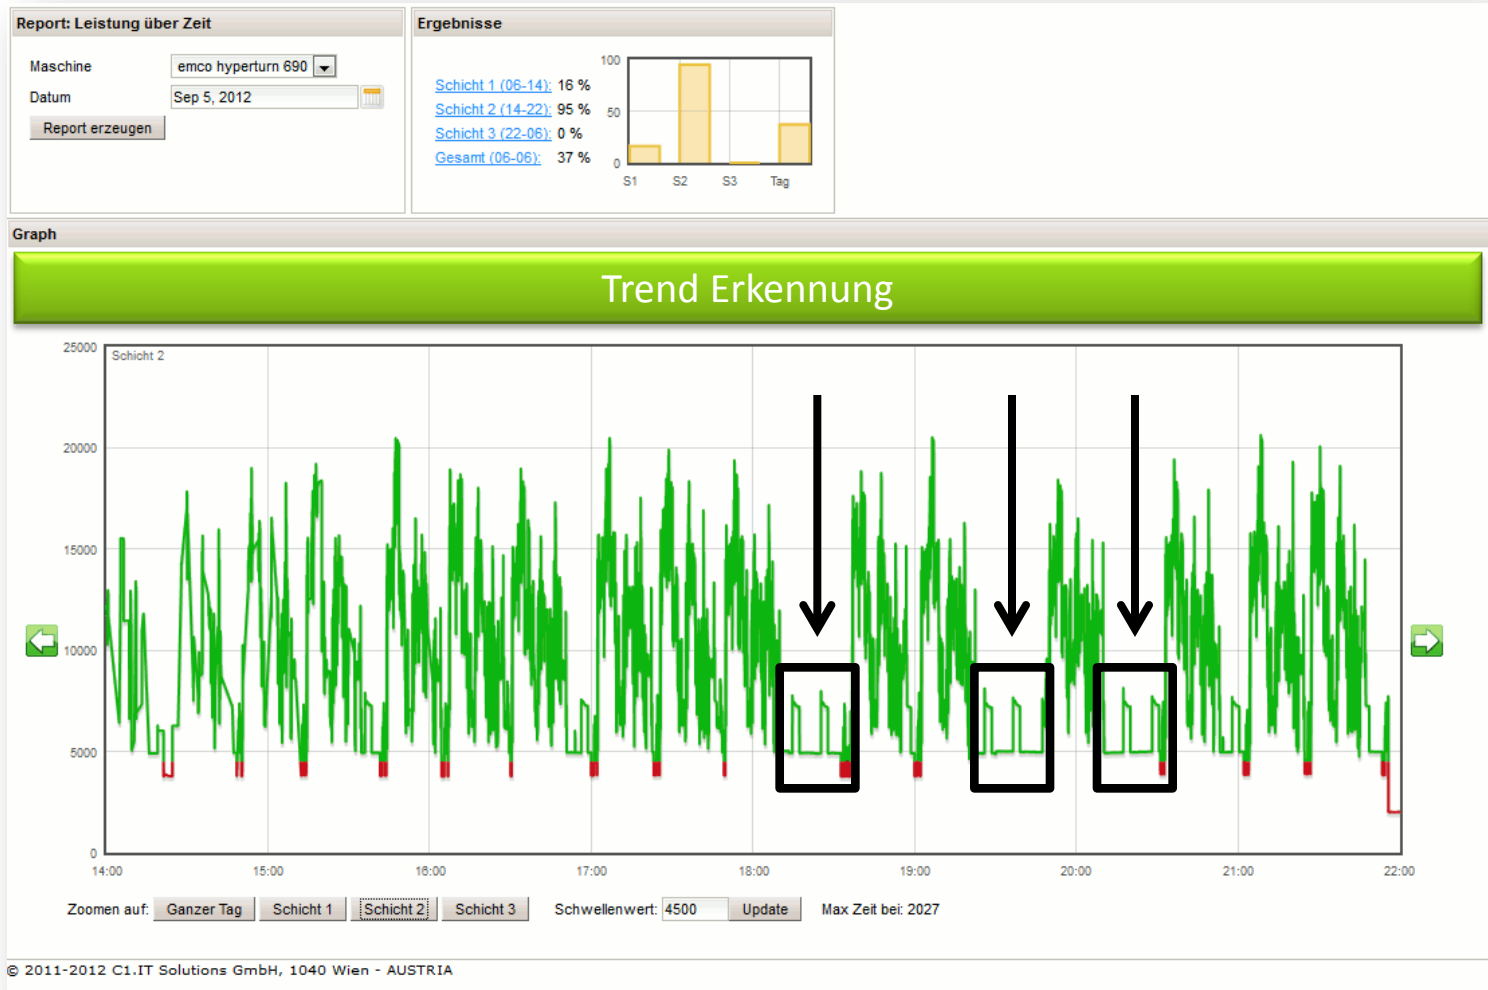 Report: Leistung über Zeit
Maschine emco hyperturn 690
Datum Sep 5, 2012
Report erzeugen
Ergebnisse
Schicht 1 (06-14): 16 %
Schicht 2 (14-22): 95 %
Schicht 3 (22-06): 0 %
Gesamt (06-06): 37 %
100
50
0
S1 S2 S3 Tag
Graph
Trend Erkennung
Schicht 2
25000
20000
15000
10000
5000
0
14:00 15:00 16:00 17:00 18:00 19:00 20:00 21:00 22:00
Zoomen auf: Ganzer Tag Schicht 1 Schicht 2 Schicht 3 Schwellenwert: 4500 Update Max Zeit bei: 2027
© 2011-2012 C1.IT Solutions GmbH, 1040 Wien - AUSTRIA